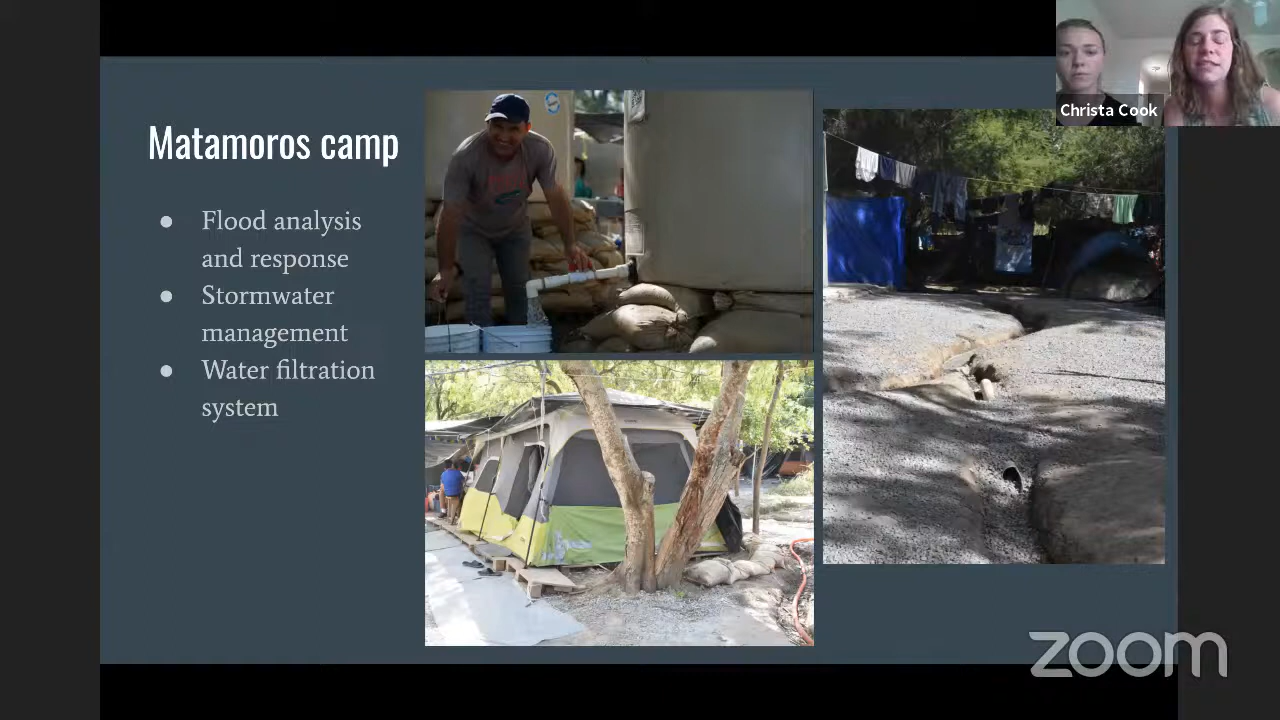 Christa Cook
Matamoros camp
● Flood analysis
and response
● Stormwater
management
● Water filtration
system
zoom